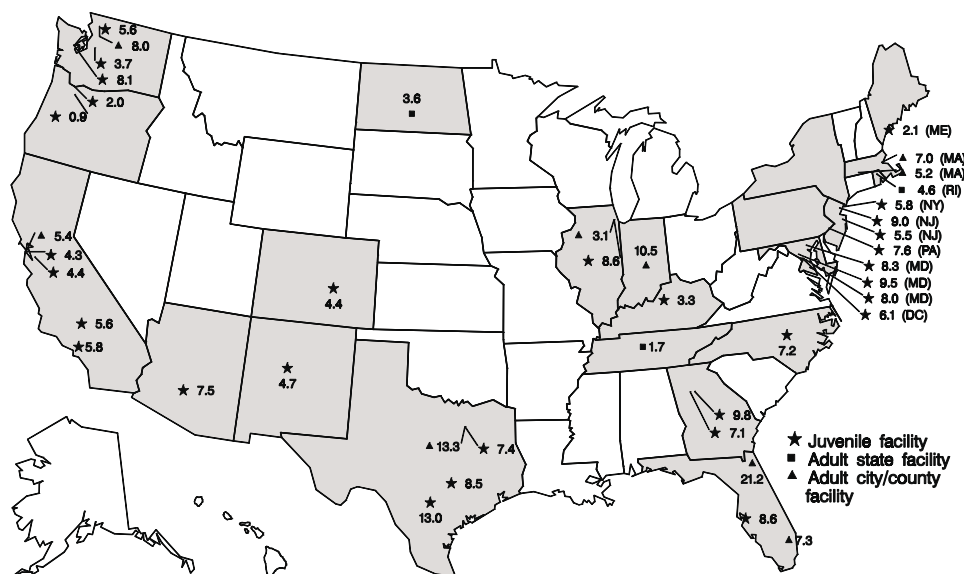 5.6
8.0
3.7
8.1
2.0
0.9
3.6
2.1 (ME)
7.0 (MA)
5.2 (MA)
4.6 (RI)
5.8 (NY)
9.0 (NJ)
5.5 (NJ)
7.6 (PA)
8.3 (MD)
9.5 (MD)
8.0 (MD)
6.1 (DC)
5.4
4.3
4.4
5.6
5.8
4.4
3.1
8.6
10.5
3.3
1.7
7.2
7.5
4.7
9.8
7.1
13.3
7.4
8.5
13.0
21.2
8.6
7.3
Juvenile facility
Adult state facility
Adult city/county
facility